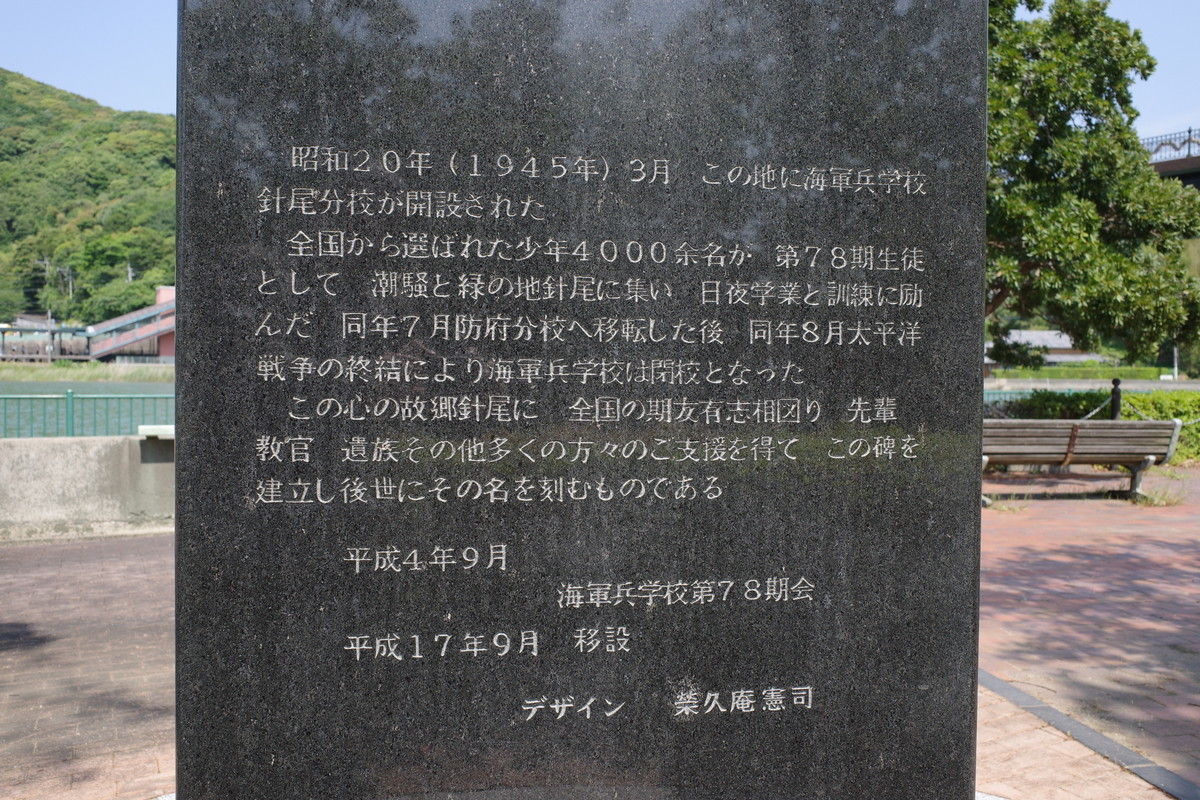 昭和２０年（１９４５年）３月　この地に海軍兵学校
針尾分校が開設された
全国から選ばれた少年４０００余名が　第７８期生徒
として　潮騒と緑の地針尾に集い　日夜学業と訓練に励
んだ　同年７月防府分校へ移転した後　同年８月太平洋
戦争の終結により海軍兵学校は閉校となった
この心の故郷針尾に　全国の期友有志相図り　先輩
教官　遺族その他多くの方々のご支援を得て　この碑を
建立し後世にその名を刻むものである
平成４年９月
海軍兵学校第７８期会
平成１７年９月　移設
デザイン　榮久庵憲司